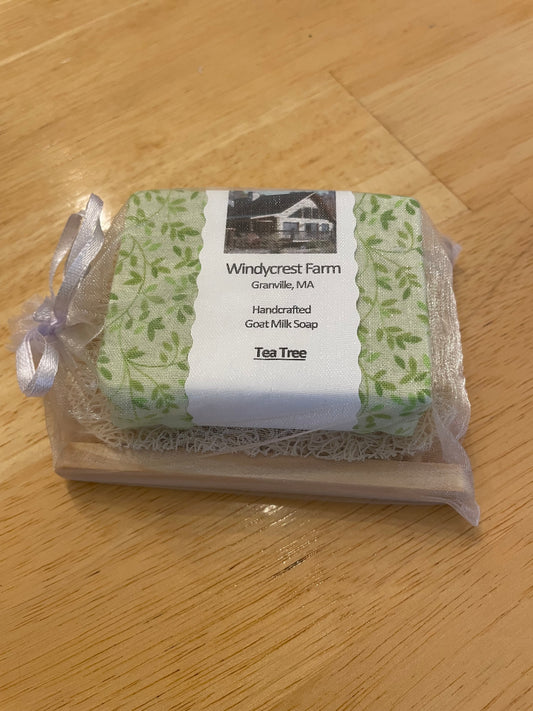 Windycrest Farm
Granville, MA
Handcrafted
Goat Milk Soap
Tea Tree